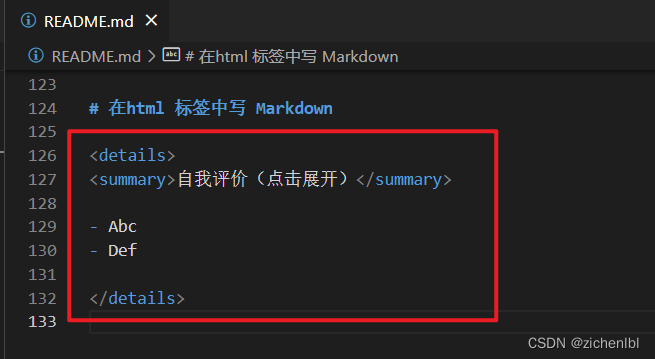 README.md ×
README.md > # 在html 标签中写 Markdown
123
124 # 在html 标签中写 Markdown
125
126 <details>
127 <summary>自我评价（点击展开）</summary>
128
129 - Abc
130 - Def
131
132 </details>
133
CSDN @zichenlbl